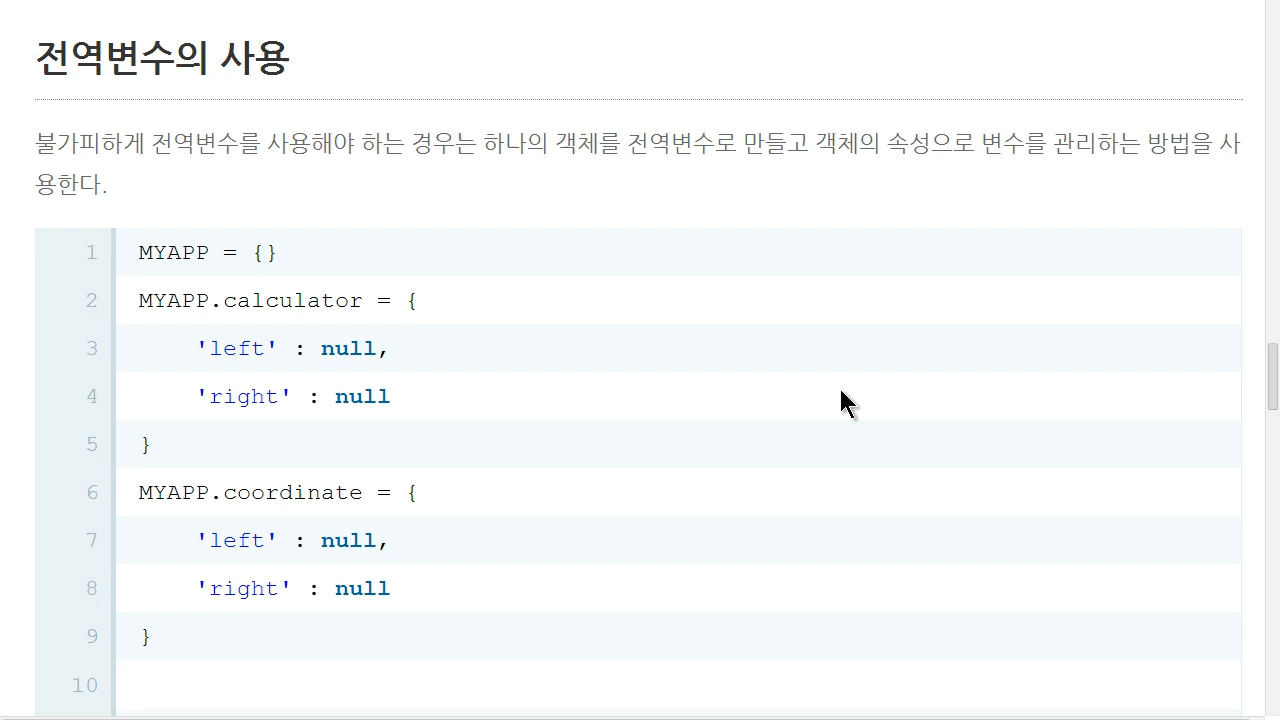 전역변수의 사용
불가피하게 전역변수를 사용해야 하는 경우는 하나의 객체를 전역변수로 만들고 객체의 속성으로 변수를 관리하는 방법을 사
용한다.
1 MYAPP = {}
2 MYAPP.calculator = {
3     'left' : null,
4     'right' : null
5 }
6 MYAPP.coordinate = {
7     'left' : null,
8     'right' : null
9 }
10